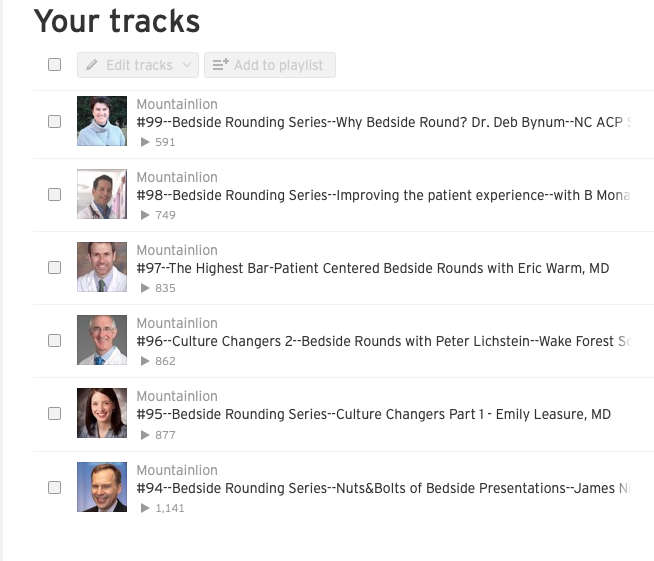 Your tracks
Edit tracks
Add to playlist
Mountainlion
#99--Bedside Rounding Series--Why Bedside Round? Dr. Deb Bynum--NC ACP
591
Mountainlion
#98--Bedside Rounding Series--Improving the patient experience--with B Mona
749
Mountainlion
#97--The Highest Bar-Patient Centered Bedside Rounds with Eric Warm, MD
835
Mountainlion
#96--Culture Changers 2--Bedside Rounds with Peter Lichstein--Wake Forest Sc
862
Mountainlion
#95--Bedside Rounding Series--Culture Changers Part 1 - Emily Leasure, MD
877
Mountainlion
#94--Bedside Rounding Series--Nuts&Bolts of Bedside Presentations--James
1,141